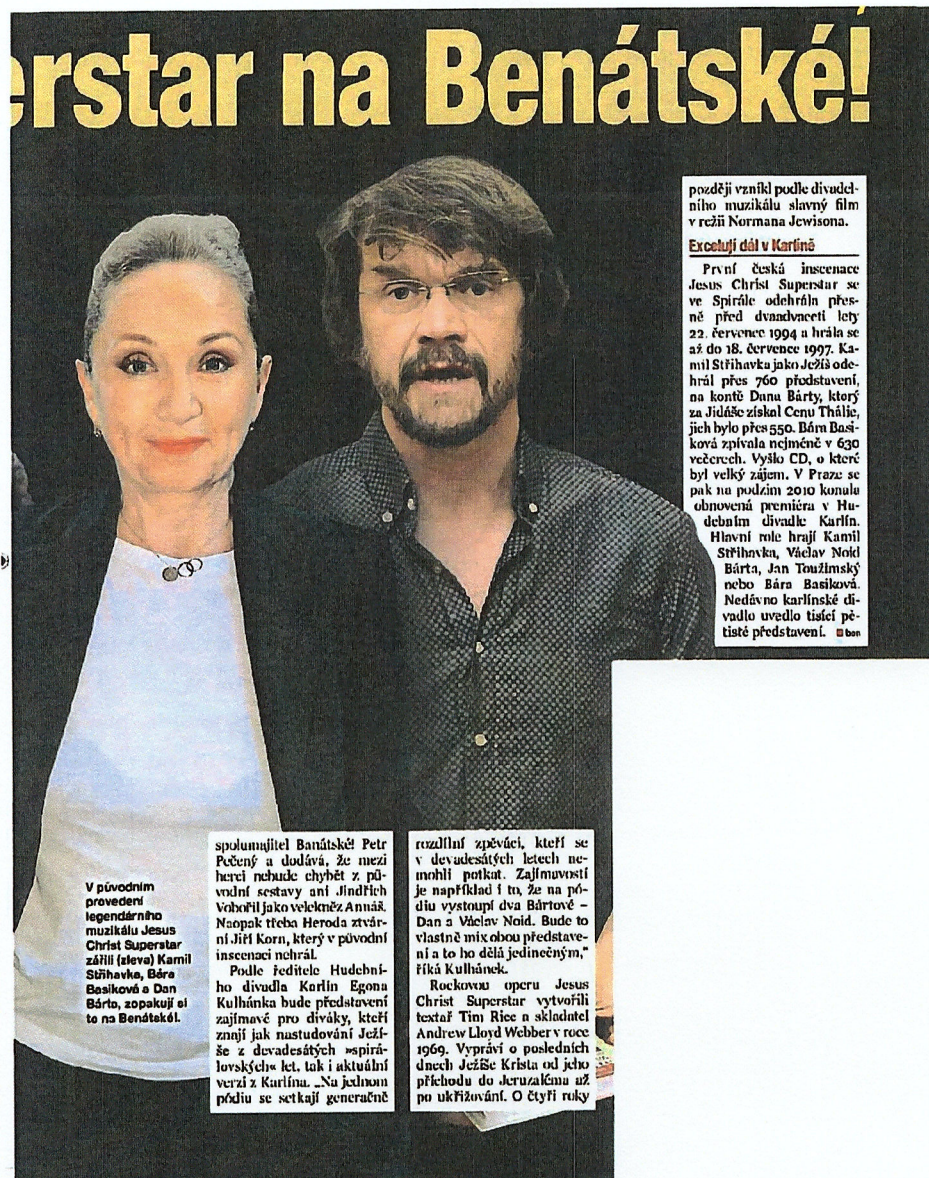 erstar na Benátské!
V původním
provedení
legendárního
muzikálu Jesus
Christ Superstar
zářili (zleva) Kamil
Střihavka, Bára
Basiková a Dan
Bárta, zopakují si
to na Benátské!.
spolumajitel Banátské! Petr
Pečený a dodává, že mezi
herci nebude chybět z pů-
vodní sestavy ani Jindřich
Vobořil jako velekněz Annáš.
Naopak třeba Heroda ztvár-
ní Jiří Korn, který v původní
inscenaci nehrál.
Podle ředitele Hudební-
ho divadla Karlín Egona
Kulhánka bude představení
zajímavé pro diváky, kteří
znají jak nastudování Ježí-
še z devadesátých »spirá-
lovských« let, tak i aktuální
verzi z Karlína. „Na jednom
pódiu se setkají generačně
rozdílní zpěváci, kteří se
v devadesátých letech ne-
mohli potkat. Zajímavostí
je například i to, že na pó-
diu vystoupí dva Bártové –
Dan a Václav Noid. Bude to
vlastně mix obou představe-
ní a to ho dělá jedinečným,“
říká Kulhánek.
Rockovou operu Jesus
Christ Superstar vytvořili
textař Tim Rice a skladatel
Andrew Lloyd Webber v roce
1969. Vypráví o posledních
dnech Ježíše Krista od jeho
příchodu do Jeruzaléma až
po ukřižování. O čtyři roky
později vznikl podle divadel-
ního muzikálu slavný film
v režii Normana Jewisona.
Excelují dál v Karlíně
První česká inscenace
Jesus Christ Superstar se
ve Spirále odehrála přes-
ně před dvaadvaceti lety
22. července 1994 a hrála se
až do 18. července 1997. Ka-
mil Střihavka jako Ježíš ode-
hrál přes 760 představení,
na kontě Dana Bárty, který
za Jidáše získal Cenu Thálie,
jich bylo přes 550. Bára Basi-
ková zpívala nejméně v 630
večerech. Vyšlo CD, o které
byl velký zájem. V Praze se
pak na podzim 2010 konala
obnovená premiéra v Hu-
debním divadle Karlín.
Hlavní role hrají Kamil
Střihavka, Václav Noid
Bárta, Jan Toužimský
nebo Bára Basiková.
Nedávno karlínské di-
vadlo uvedlo tisící pě-
tisté představení. bon